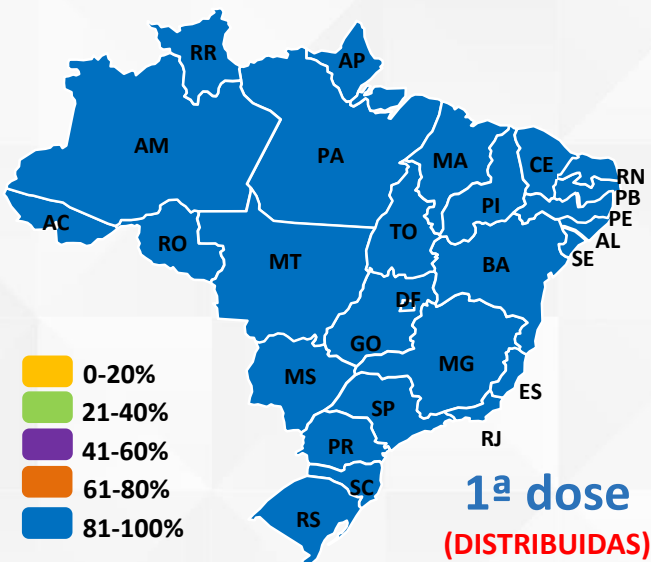 RR
AP
AM
PA
MA
CE
RN
PI
PB
PE
AC
TO
AL
RO
MT
BA
SE
DF
GO
MG
MS
ES
SP
RJ
PR
SC
RS
0-20%
21-40%
41-60%
61-80%
81-100%
1ª dose
(DISTRIBUIDAS)